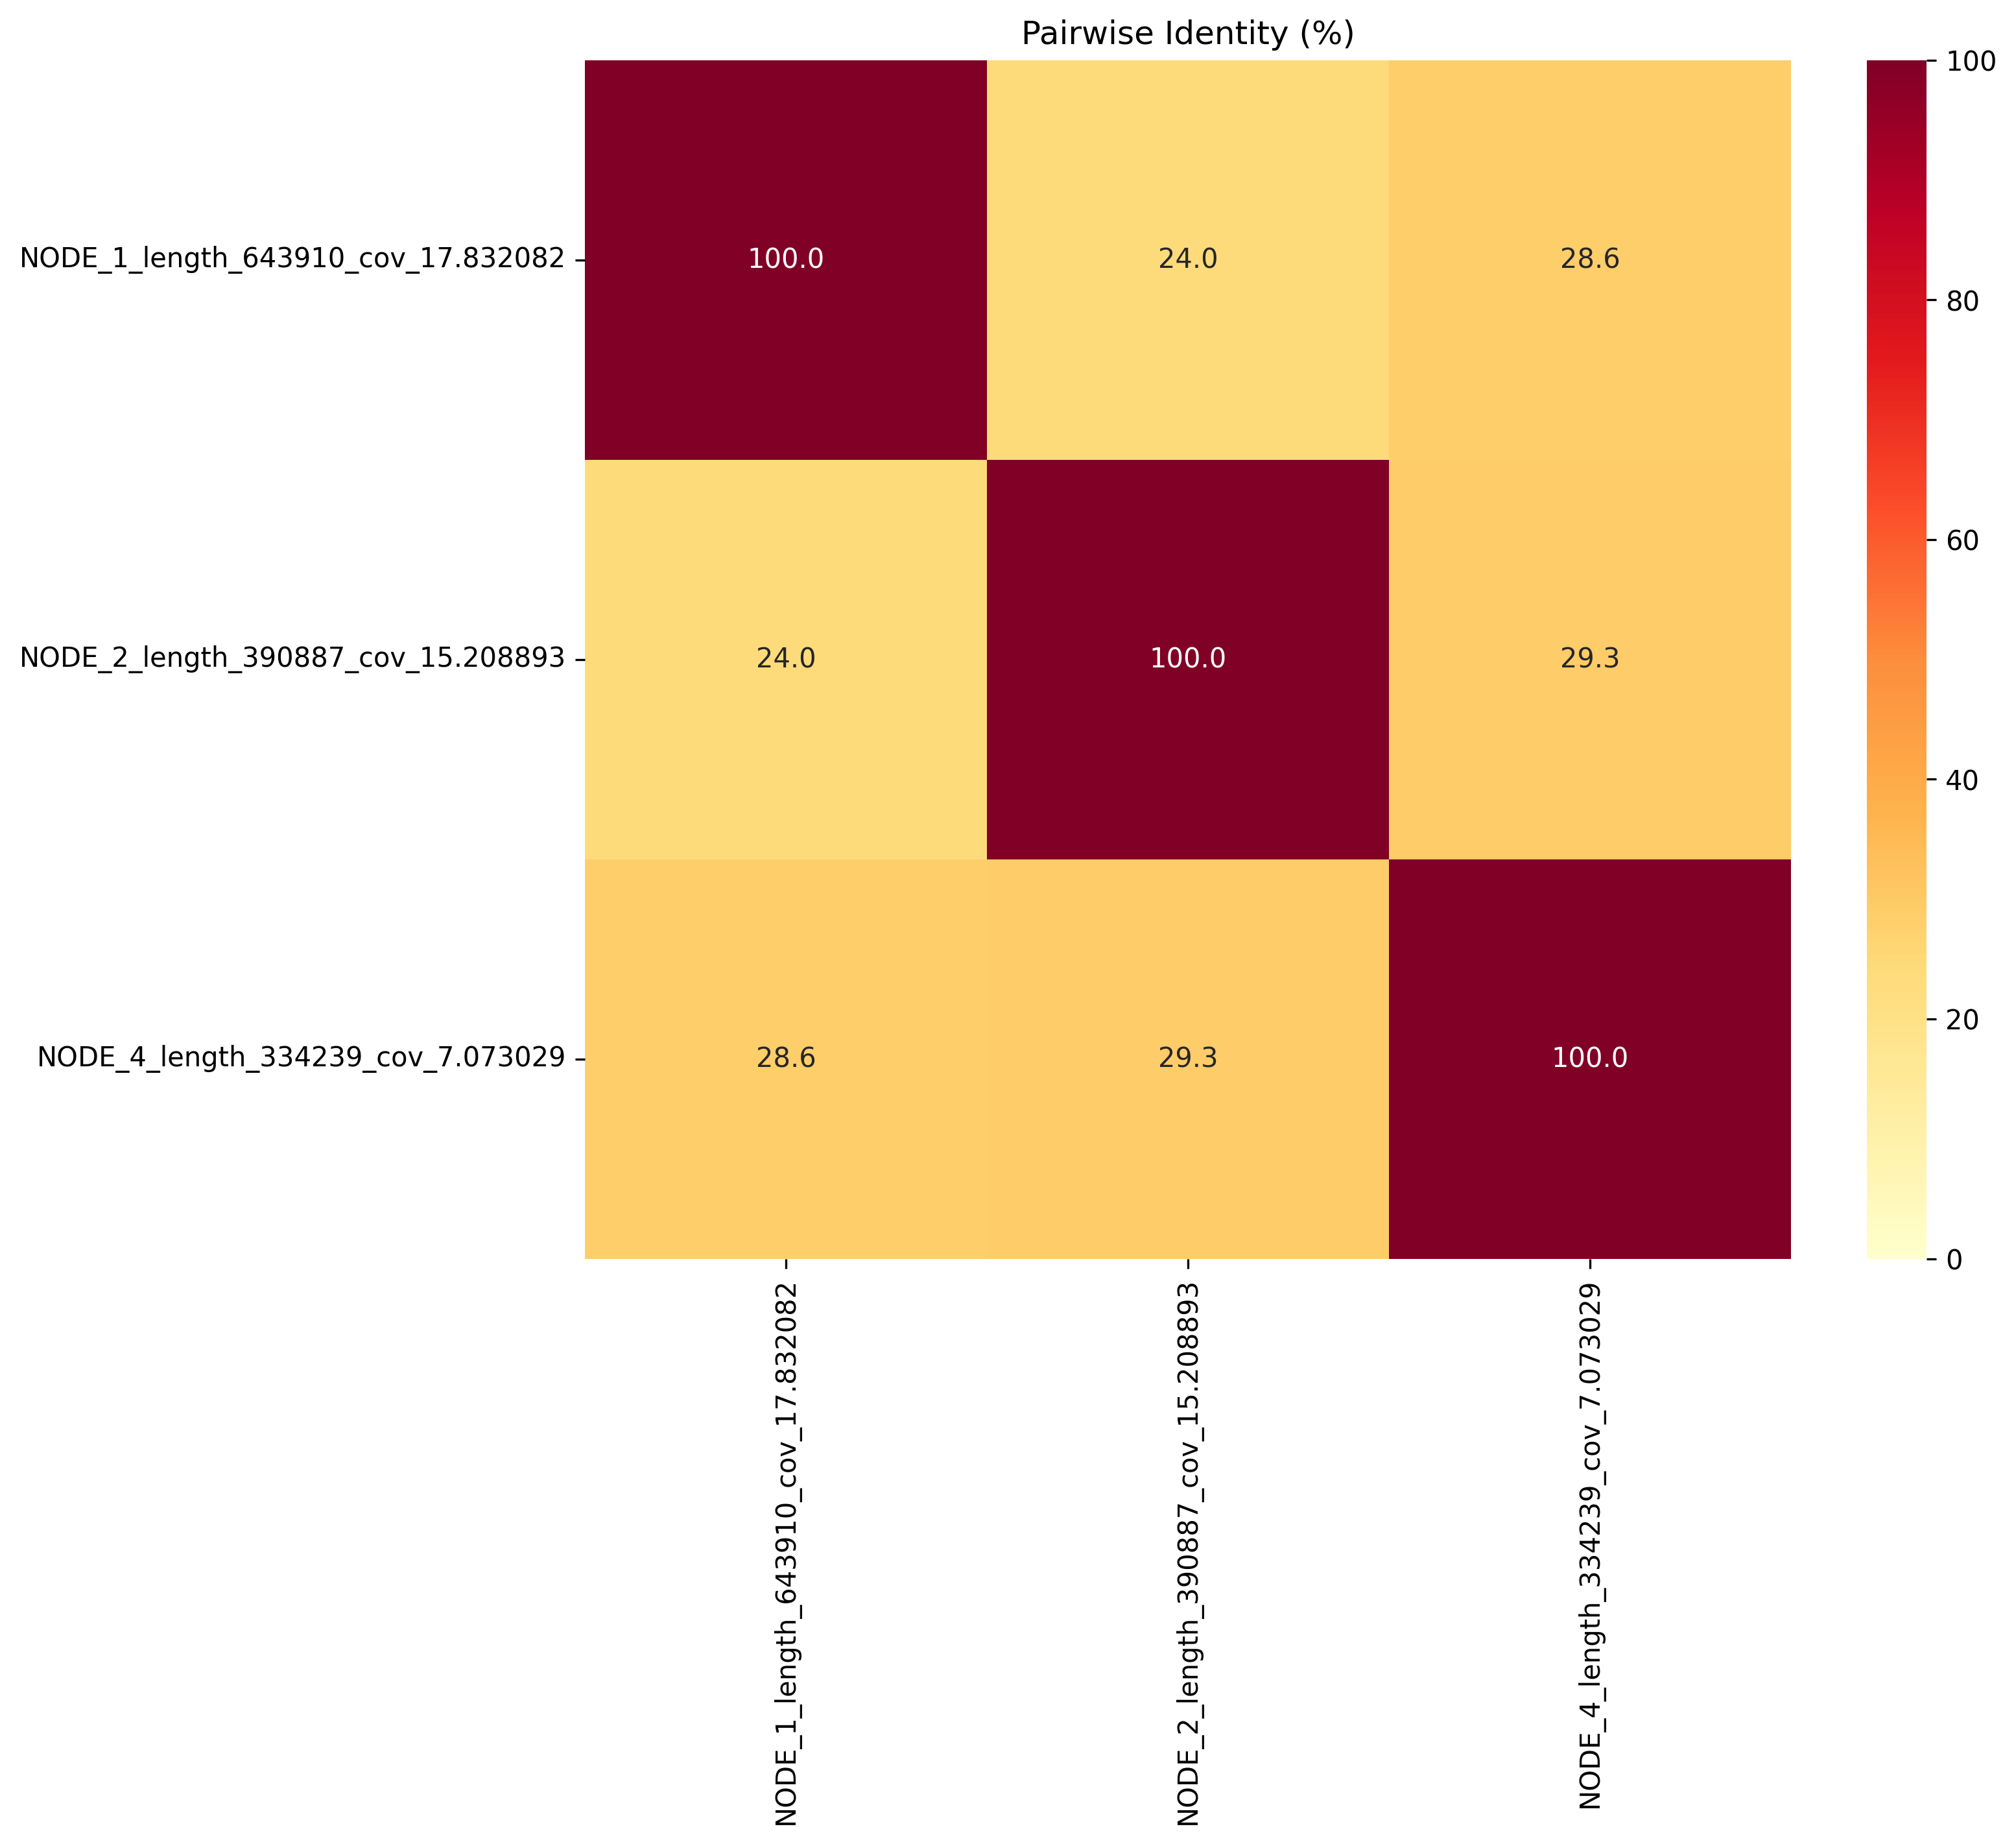 Pairwise Identity (%)
NODE_1_length_643910_cov_17.832082
100.0
24.0
28.6
NODE_2_length_390887_cov_15.208893
24.0
100.0
29.3
NODE_4_length_334239_cov_7.073029
28.6
29.3
100.0
NODE_1_length_643910_cov_17.832082
NODE_2_length_390887_cov_15.208893
NODE_4_length_334239_cov_7.073029
100
80
60
40
20
0